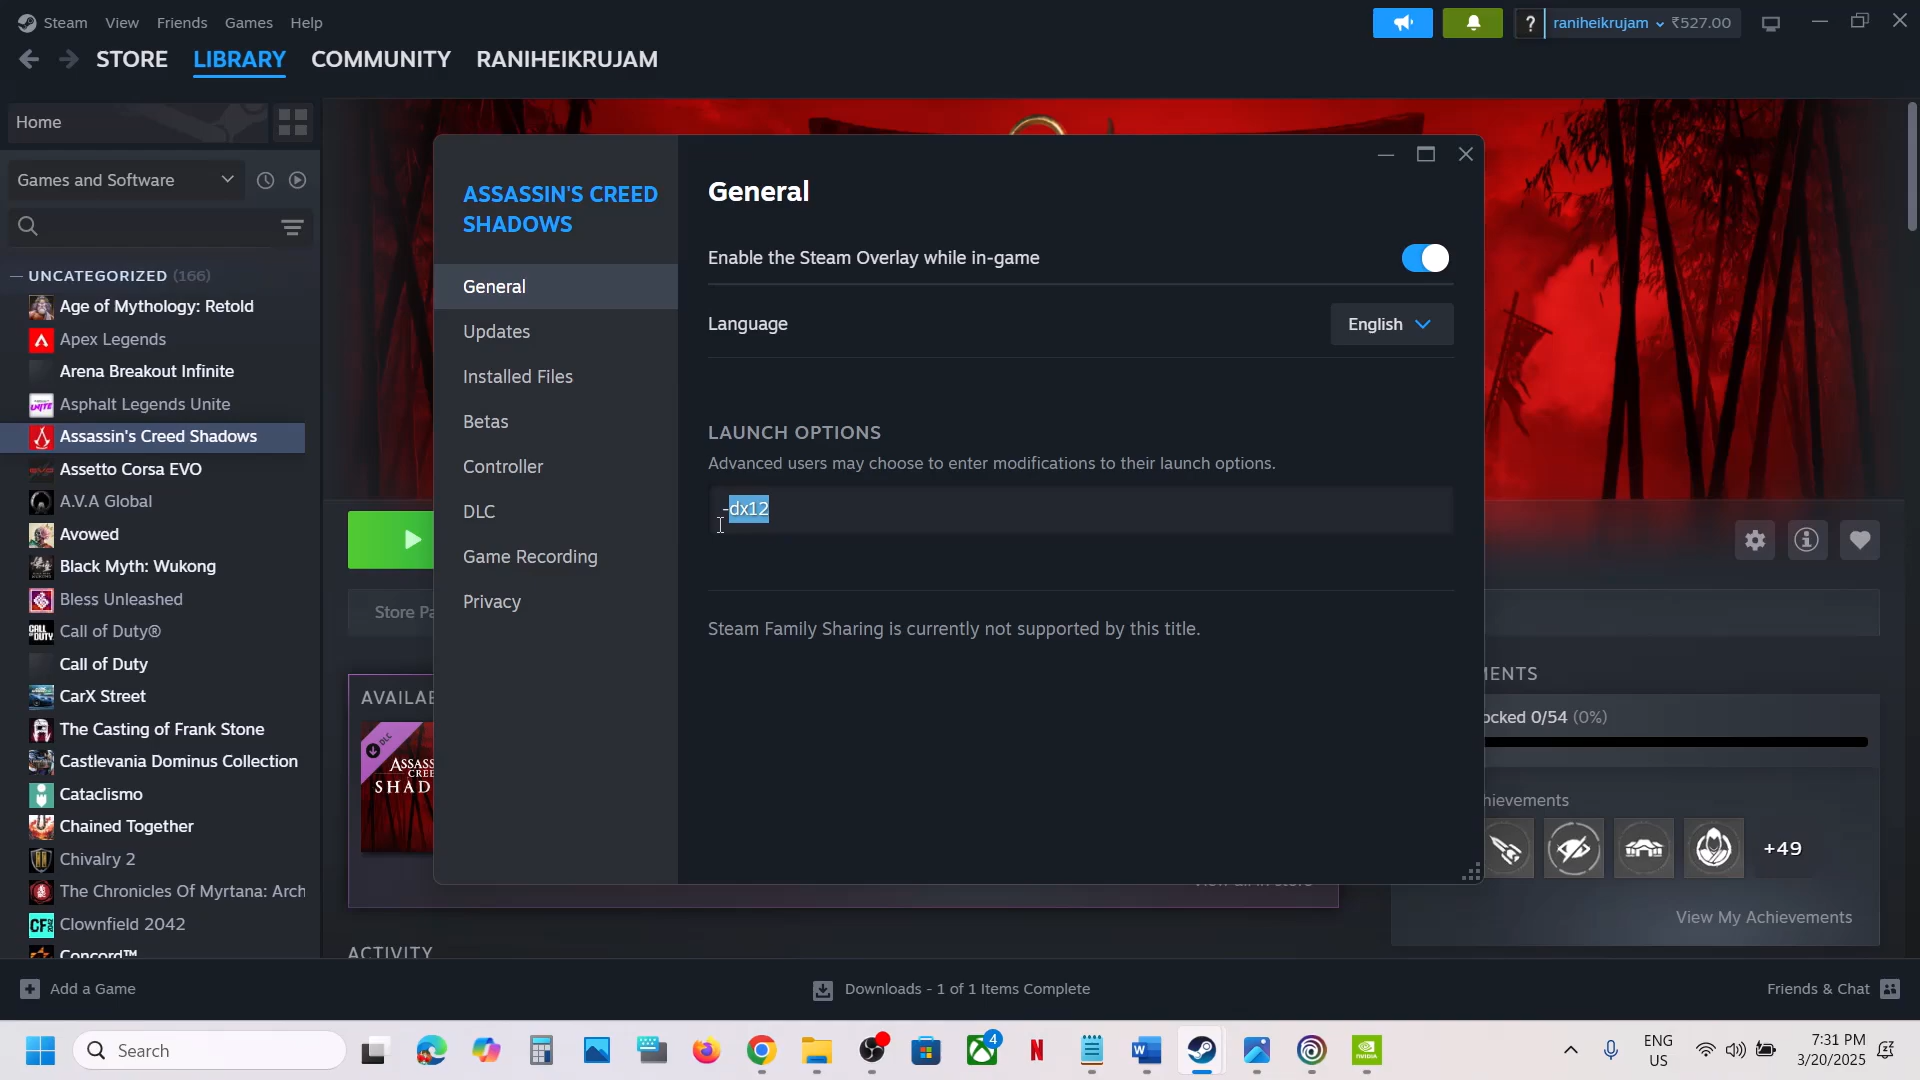 Steam View Friends Games Help
? raniheikrujam ₹527.00
STORE LIBRARY COMMUNITY RANIHEIKRUJAM
Home
Games and Software
UNCATEGORIZED (166)
Age of Mythology: Retold
Apex Legends
Arena Breakout Infinite
Asphalt Legends Unite
Assassin's Creed Shadows
Assetto Corsa EVO
A.V.A Global
Avowed
Black Myth: Wukong
Bless Unleashed
Call of Duty®
Call of Duty
CarX Street
The Casting of Frank Stone
Castlevania Dominus Collection
Cataclismo
Chained Together
Chivalry 2
The Chronicles Of Myrtana: Arch
Clownfield 2042
Concord™
ASSASSIN'S CREED
SHADOWS
General
Updates
Installed Files
Betas
Controller
DLC
Game Recording
Privacy
General
Enable the Steam Overlay while in-game
Language
English
LAUNCH OPTIONS
Advanced users may choose to enter modifications to their launch options.
-dx12
Steam Family Sharing is currently not supported by this title.
Store Pa
AVAILAB
DLC
ASSASS
CREE
SHAD
ACTIVITY
MENTS
ocked 0/54 (0%)
hievements
+49
View My Achievements
Add a Game
Downloads - 1 of 1 Items Complete
Friends & Chat
Search
4
ENG
US
7:31 PM
3/20/2025